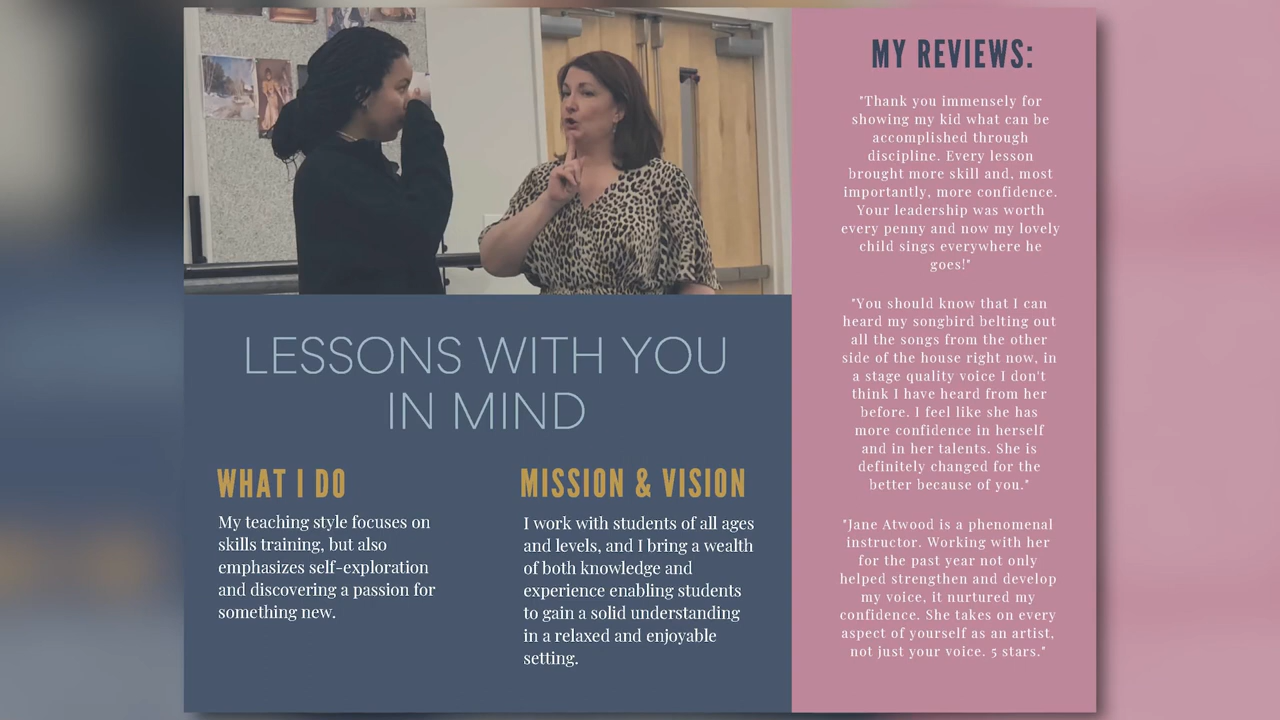 LESSONS WITH YOU
IN MIND
WHAT I DO
My teaching style focuses on
skills training, but also
emphasizes self-exploration
and discovering a passion for
something new.
MISSION & VISION
I work with students of all ages
and levels, and I bring a wealth
of both knowledge and
experience enabling students
to gain a solid understanding
in a relaxed and enjoyable
setting.
MY REVIEWS:
"Thank you immensely for
showing my kid what can be
accomplished through
discipline. Every lesson
brought more skill and, most
importantly, more confidence.
Your leadership was worth
every penny and now my lovely
child sings everywhere he
goes!"
"You should know that I can
heard my songbird belting out
all the songs from the other
side of the house right now, in
a stage quality voice I don't
think I have heard from her
before. I feel like she has
more confidence in herself
and in her talents. She is
definitely changed for the
better because of you."
"Jane Atwood is a phenomenal
instructor. Working with her
for the past year not only
helped strengthen and develop
my voice, it nurtured my
confidence. She takes on every
aspect of yourself as an artist,
not just your voice. 5 stars."